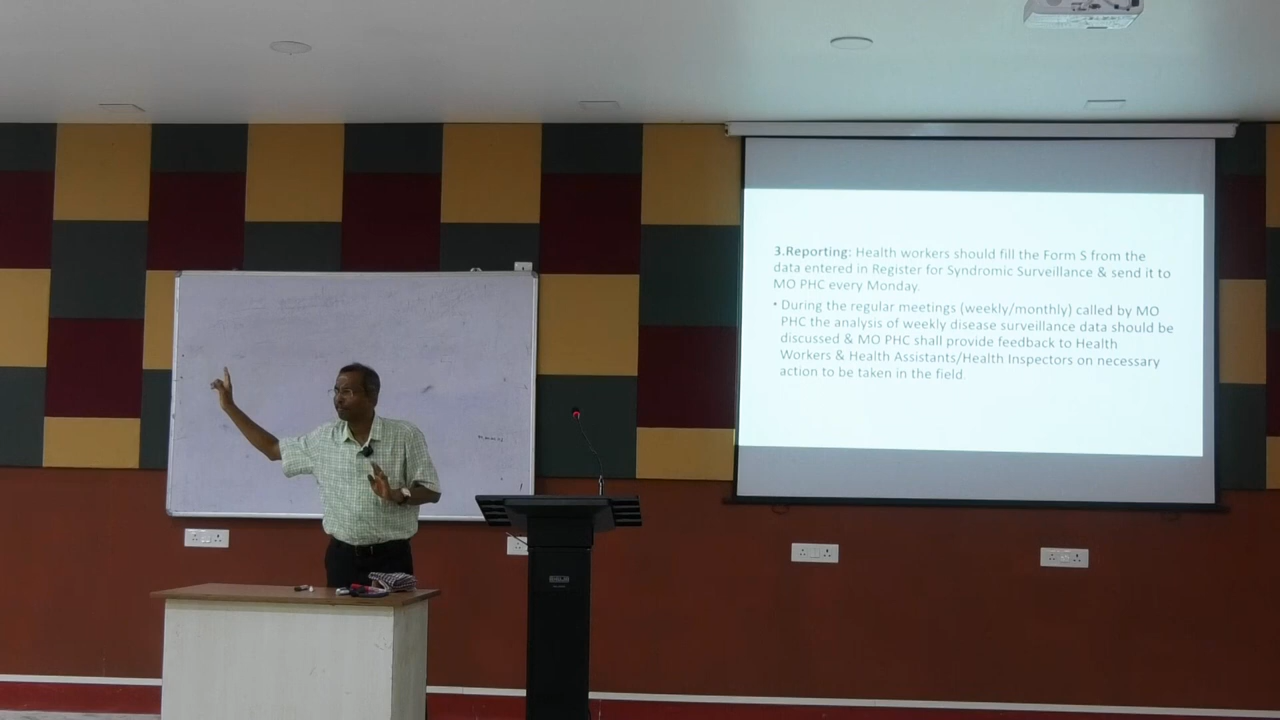 3.Reporting: Health workers should fill the Form S from the
data entered in Register for Syndromic Surveillance & send it to
MO PHC every Monday.
• During the regular meetings (weekly/monthly) called by MO
PHC the analysis of weekly disease surveillance data should be
discussed & MO PHC shall provide feedback to Health
Workers & Health Assistants/Health Inspectors on necessary
action to be taken in the field.